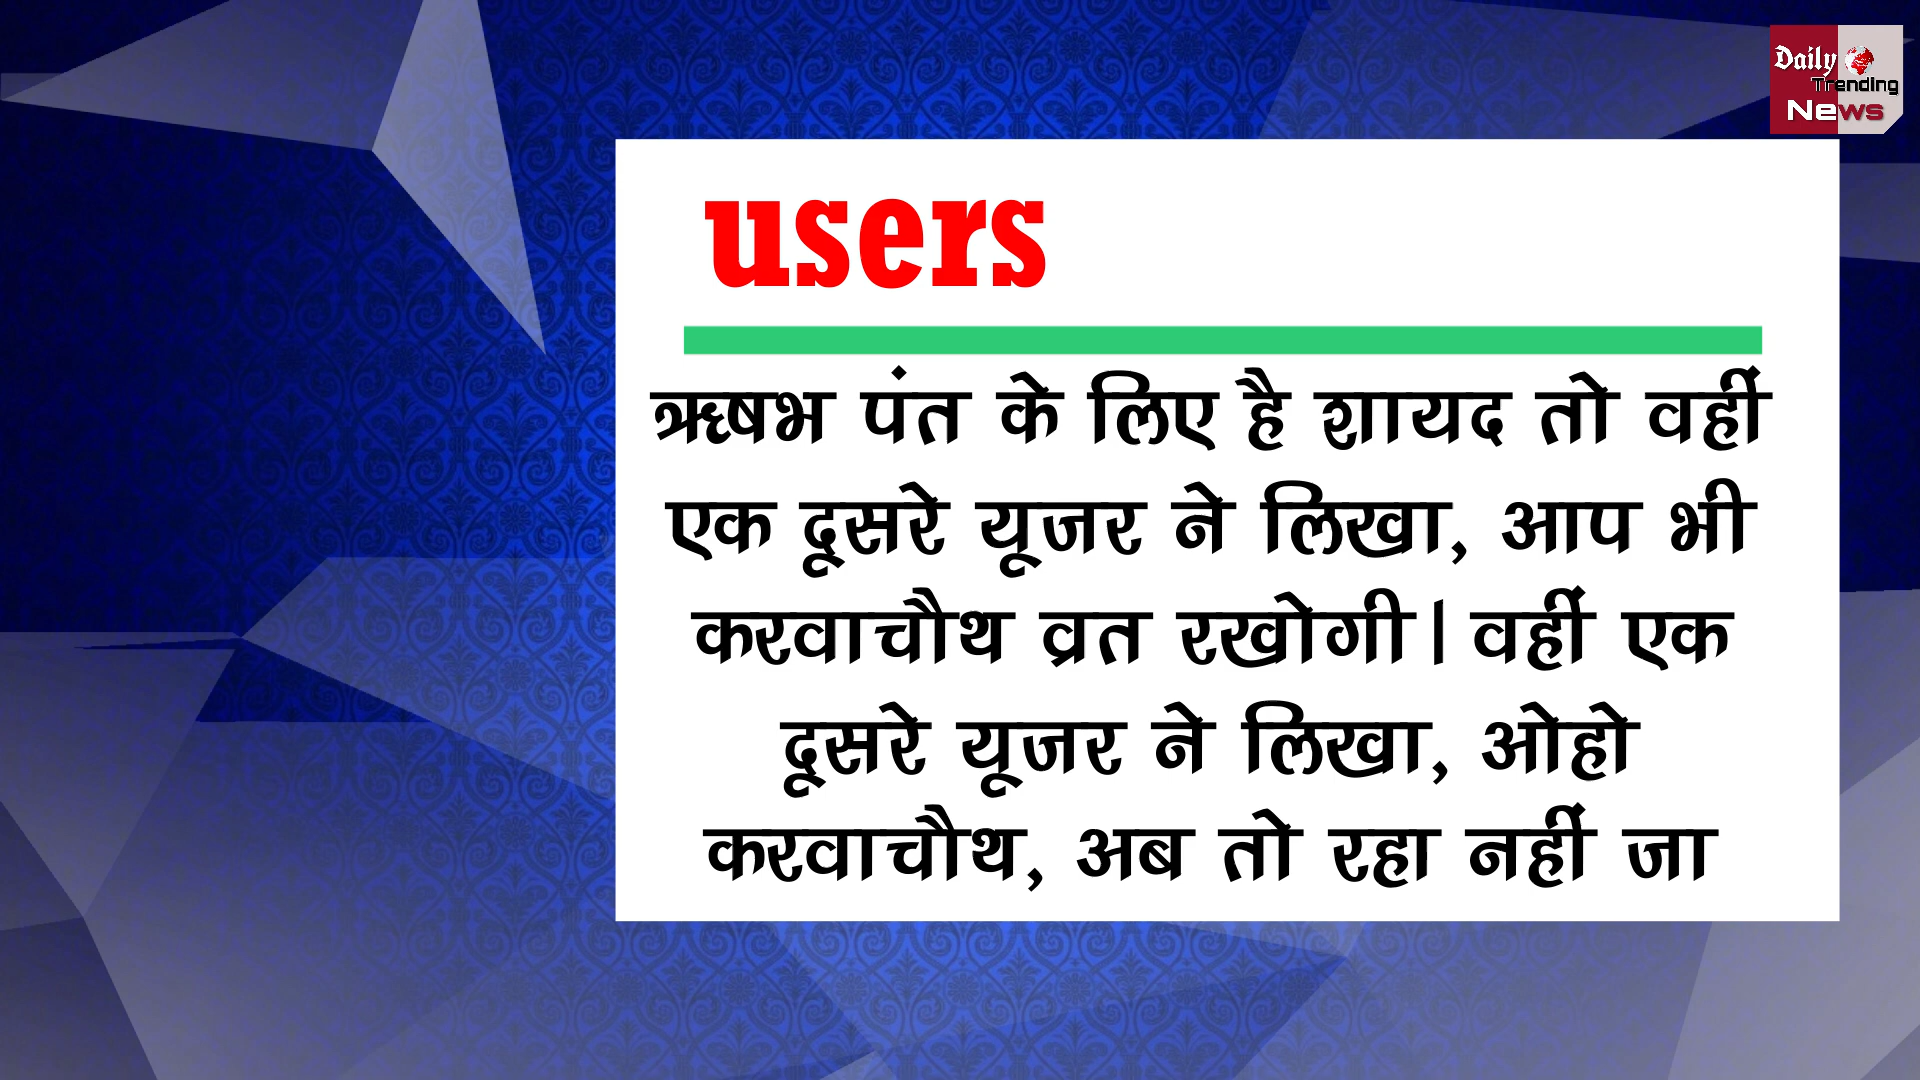 Daily
Trending
News
users
ऋषभ पंत के लिए है शायद तो वहीं
एक दूसरे यूजर ने लिखा, आप भी
करवाचौथ व्रत रखोगी। वहीं एक
दूसरे यूजर ने लिखा, ओहो
करवाचौथ, अब तो रहा नहीं जा